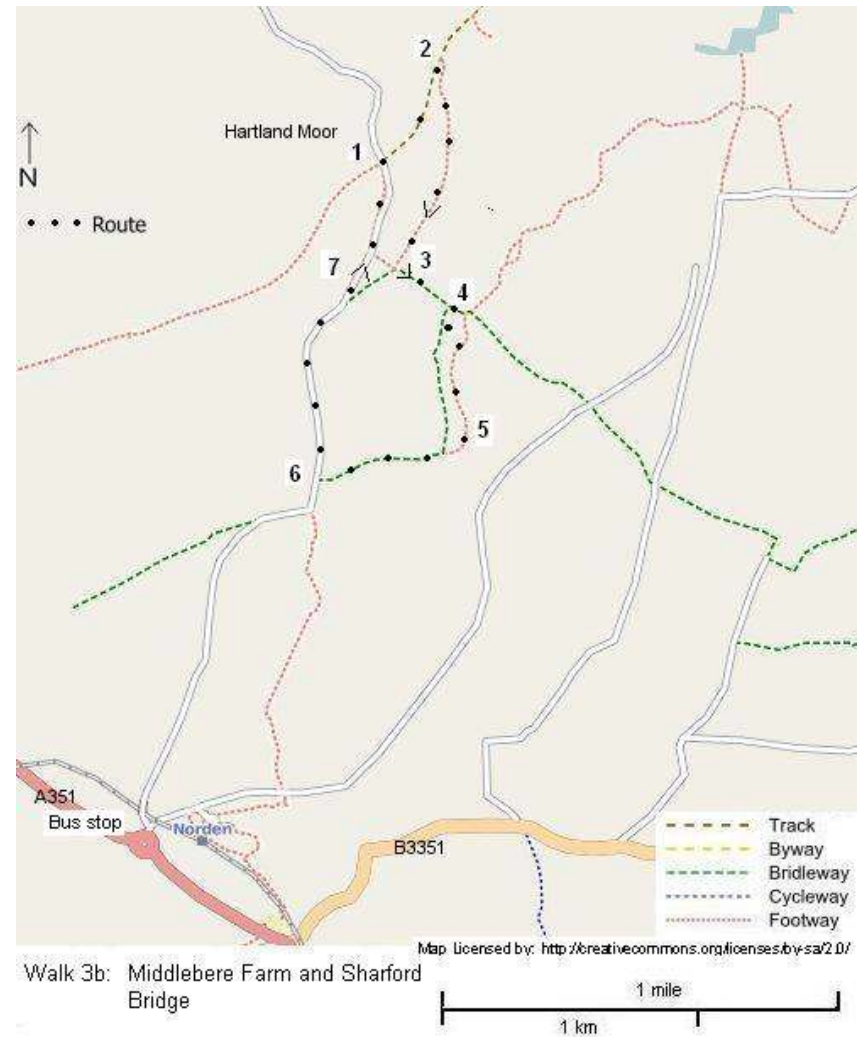 2
Hartland Moor
1
N
Route
7
3
4
5
6
A351
Bus stop
Norden
B3351
Track
Byway
Bridleway
Cycleway
Footway
Map Licensed by: http://creativecommons.org/licenses/by-sa/2.0/
Walk 3b: Middlebere Farm and Sharford
Bridge
1 mile
1 km